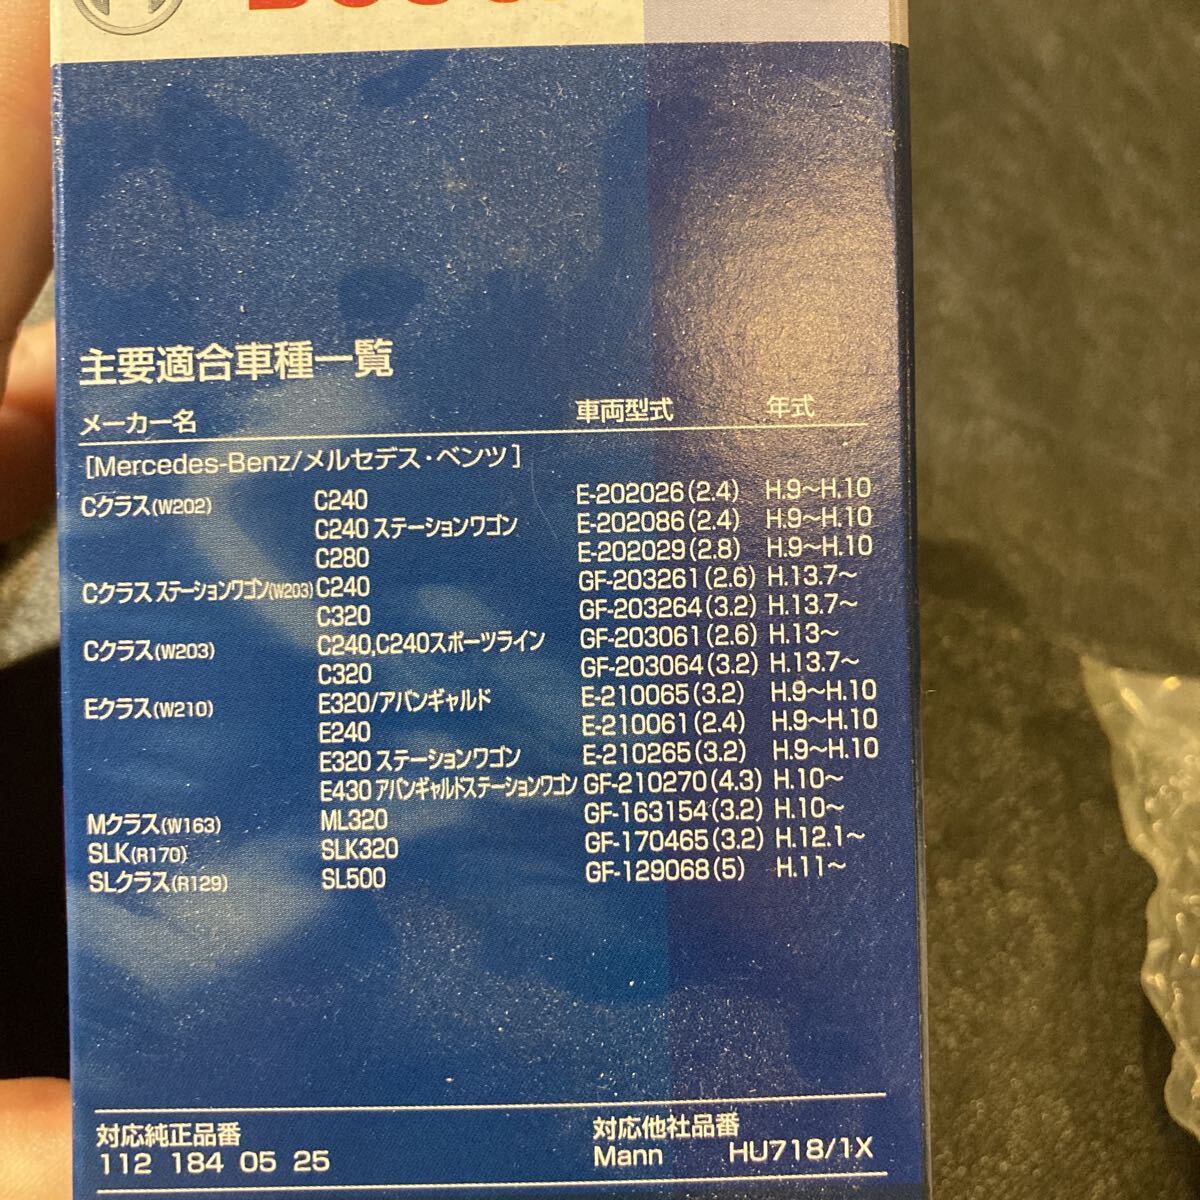 主要適合車種一覧
メーカー名 車両型式 年式
[Mercedes-Benz/メルセデス・ベンツ]
Cクラス(W202) C240 E-202026(2.4) H.9〜H.10
C240 ステーションワゴン E-202086(2.4) H.9〜H.10
C280 E-202029(2.8) H.9〜H.10
Cクラス ステーションワゴン(W203) C240 GF-203261(2.6) H.13.7〜
C320 GF-203264(3.2) H.13.7〜
Cクラス(W203) C240,C240スポーツライン GF-203061(2.6) H.13〜
C320 GF-203064(3.2) H.13.7〜
Eクラス(W210) E320/アバンギャルド E-210065(3.2) H.9〜H.10
E240 E-210061(2.4) H.9〜H.10
E320 ステーションワゴン E-210265(3.2) H.9〜H.10
E430 アバンギャルドステーションワゴン GF-210270(4.3) H.10〜
Mクラス(W163) ML320 GF-163154(3.2) H.10〜
SLK(R170) SLK320 GF-170465(3.2) H.12.1〜
SLクラス(R129) SL500 GF-129068(5) H.11〜
対応純正品番 対応他社品番
112 184 05 25 Mann HU718/1X